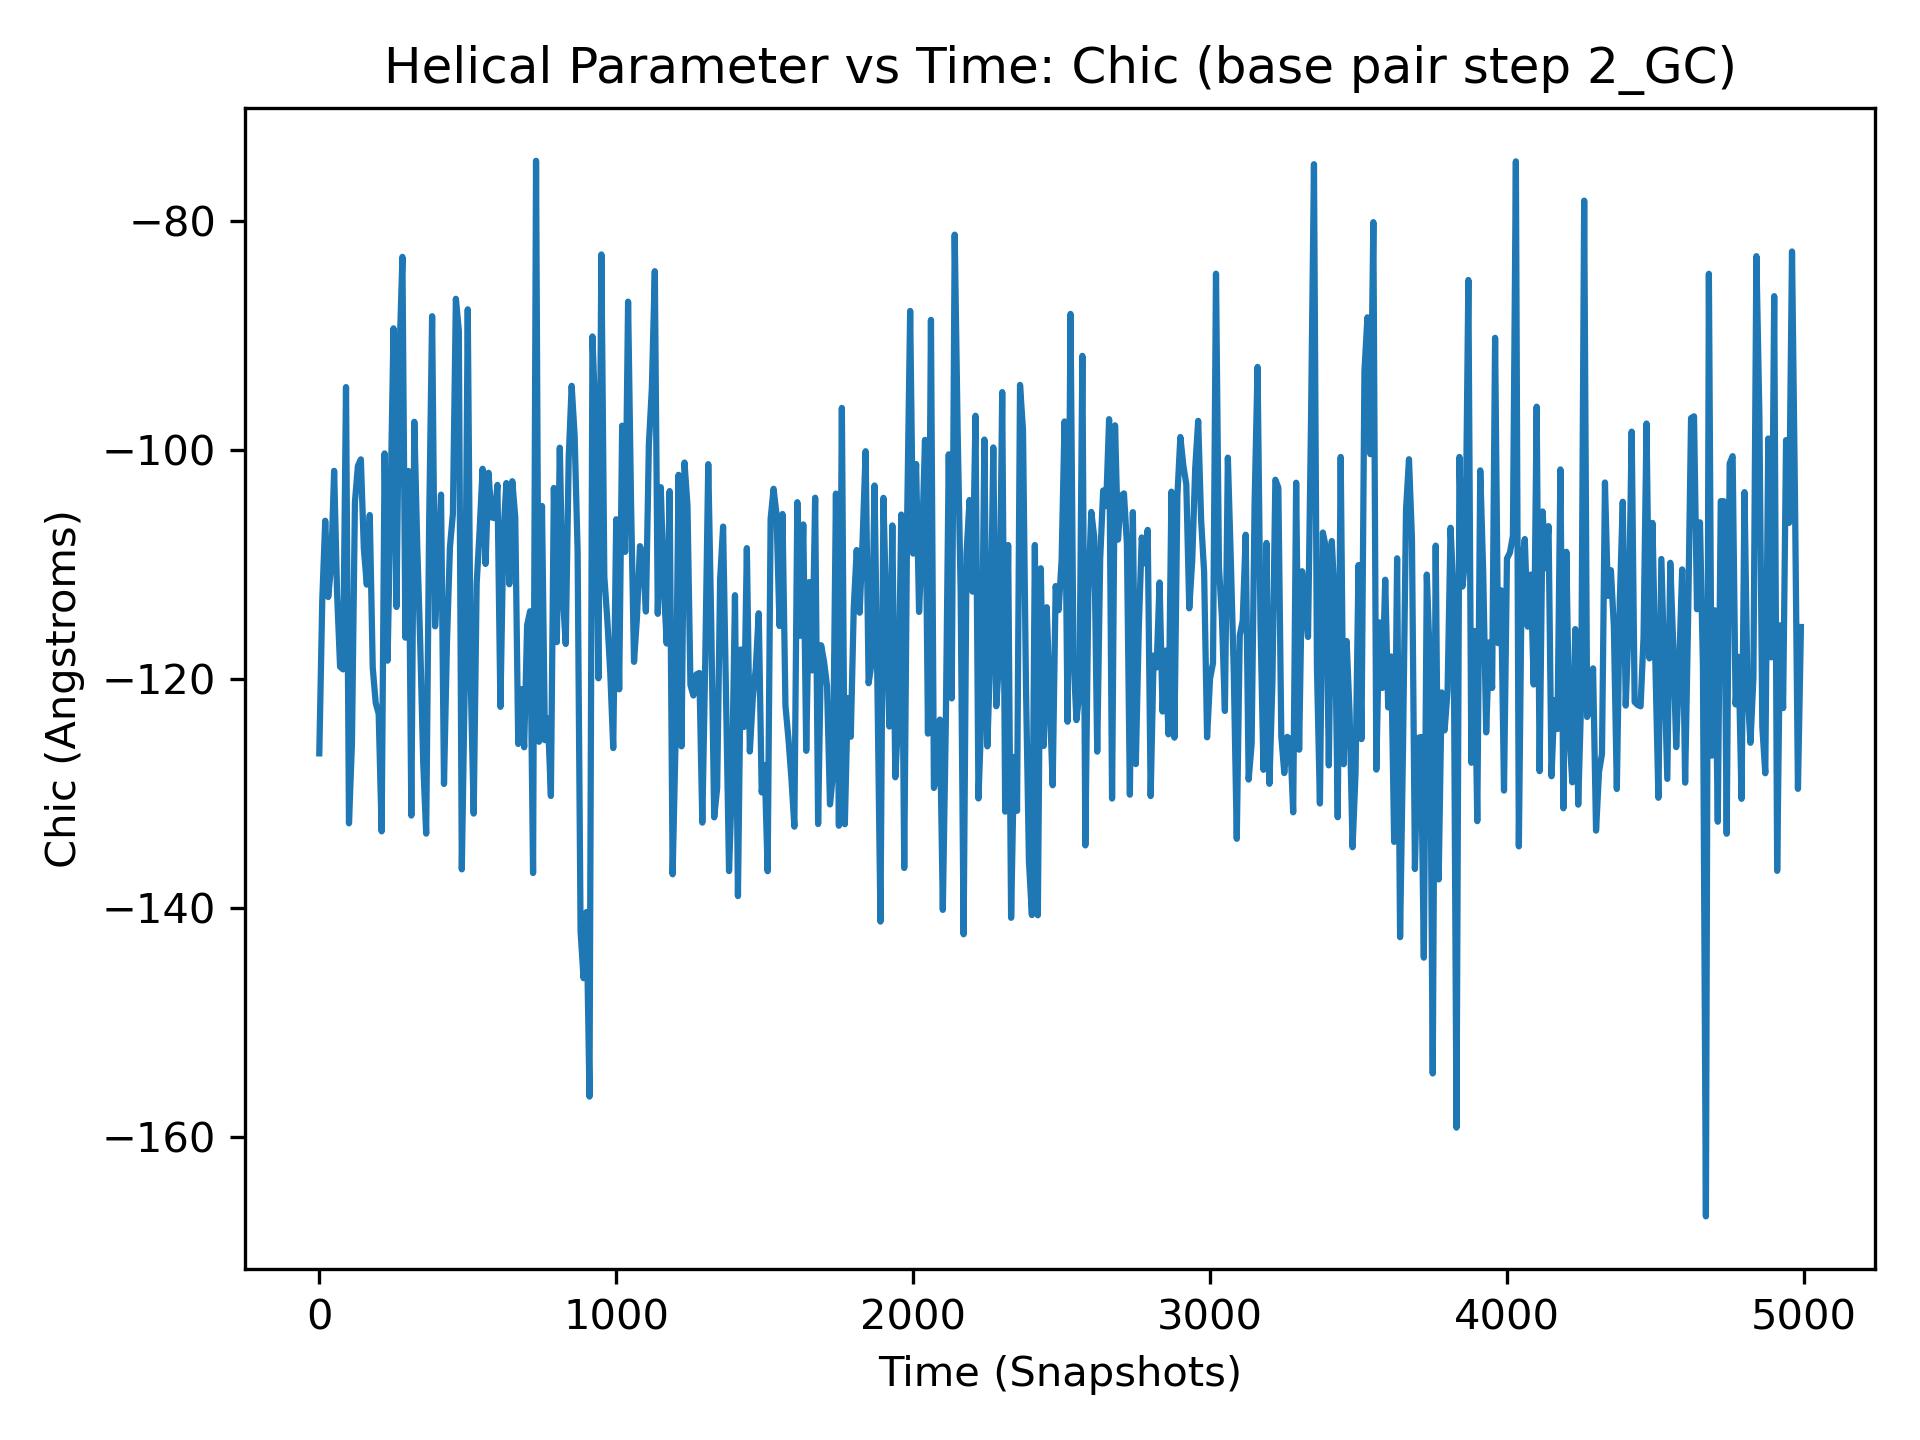 Helical Parameter vs Time: Chic (base pair step 2_GC)
Chic (Angstroms)
−80
−100
−120
−140
−160
0 1000 2000 3000 4000 5000
Time (Snapshots)